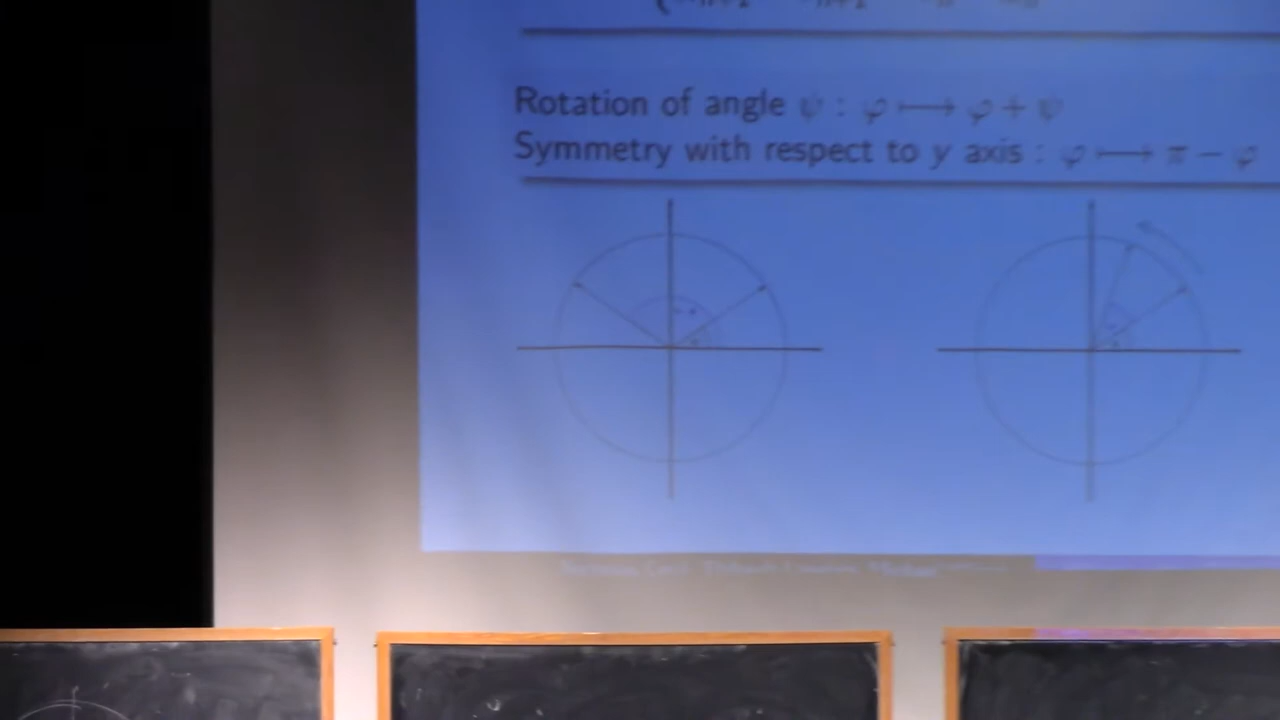 Rotation of angle ψ : φ ⟼ φ + ψ
Symmetry with respect to y axis : φ ⟼ π − φ